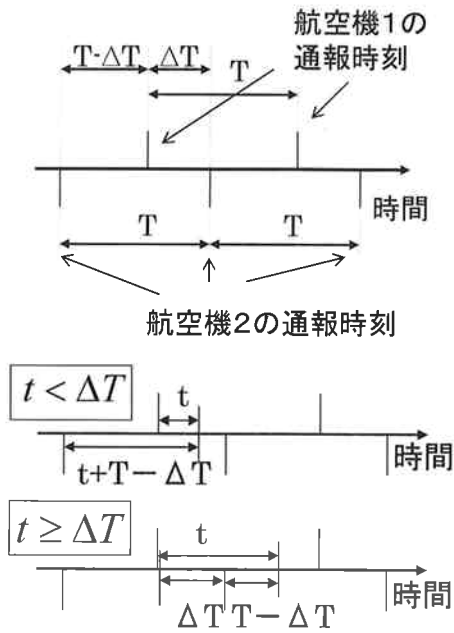 航空機1の
通報時刻
T-ΔT ΔT
T
時間
T T
航空機2の通報時刻
t < ΔT
t
時間
t+T－ΔT
t ≥ ΔT
t
時間
ΔT T－ΔT